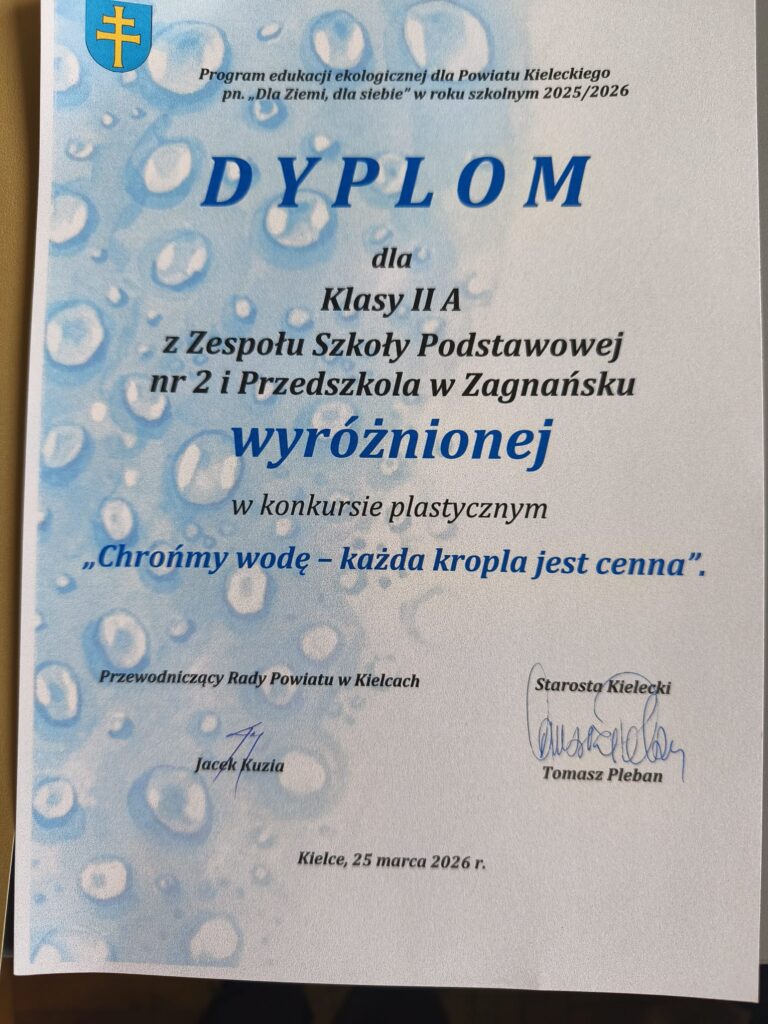 Program edukacji ekologicznej dla Powiatu Kieleckiego
pn. „Dla Ziemi, dla siebie” w roku szkolnym 2025/2026
DYPLOM
dla
Klasy II A
z Zespołu Szkoły Podstawowej
nr 2 i Przedszkola w Zagnańsku
wyróżnionej
w konkursie plastycznym
„Chrońmy wodę – każda kropla jest cenna”.
Przewodniczący Rady Powiatu w Kielcach
Starosta Kielecki
Jacek Kuzia
Tomasz Pleban
Kielce, 25 marca 2026 r.